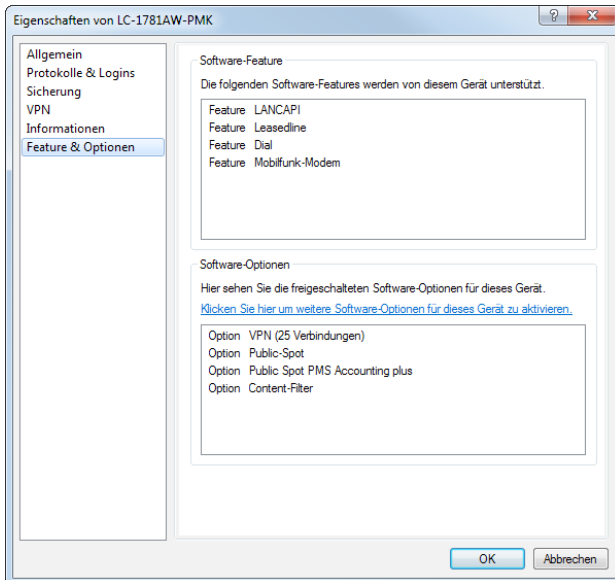 Eigenschaften von LC-1781AW-PMK
Allgemein
Protokolle & Logins
Sicherung
VPN
Informationen
Feature & Optionen
Software-Feature
Die folgenden Software-Features werden von diesem Gerät unterstützt.
Feature LANCAPI
Feature Leasedline
Feature Dial
Feature Mobilfunk-Modem
Software-Optionen
Hier sehen Sie die freigeschalteten Software-Optionen für dieses Gerät.
Klicken Sie hier um weitere Software-Optionen für dieses Gerät zu aktivieren.
Option VPN (25 Verbindungen)
Option Public-Spot
Option Public Spot PMS Accounting plus
Option Content-Filter
OK
Abbrechen